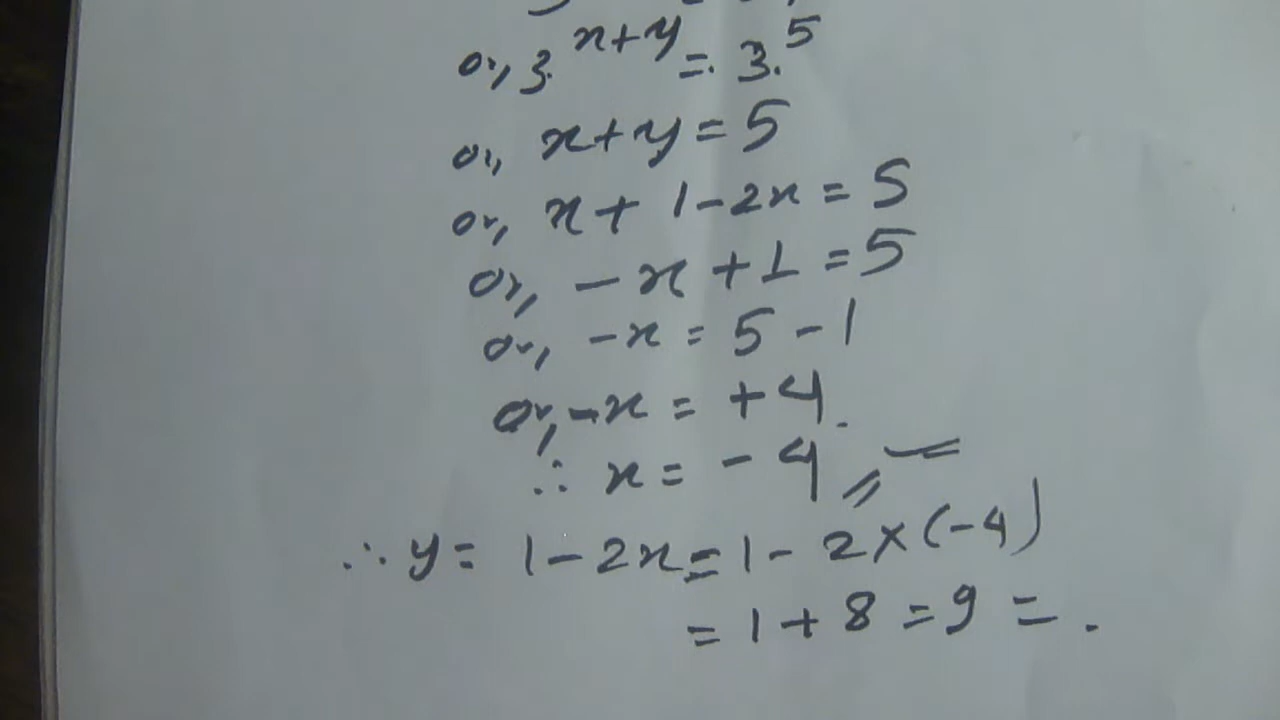 or, 3^{x+y} = 3^5
or, x + y = 5
or, x + 1 - 2x = 5
or, - x + 1 = 5
or, - x = 5 - 1
or, - x = + 4.
∴ x = - 4
∴ y = 1 - 2x = 1 - 2 × (-4)
= 1 + 8 = 9 = .